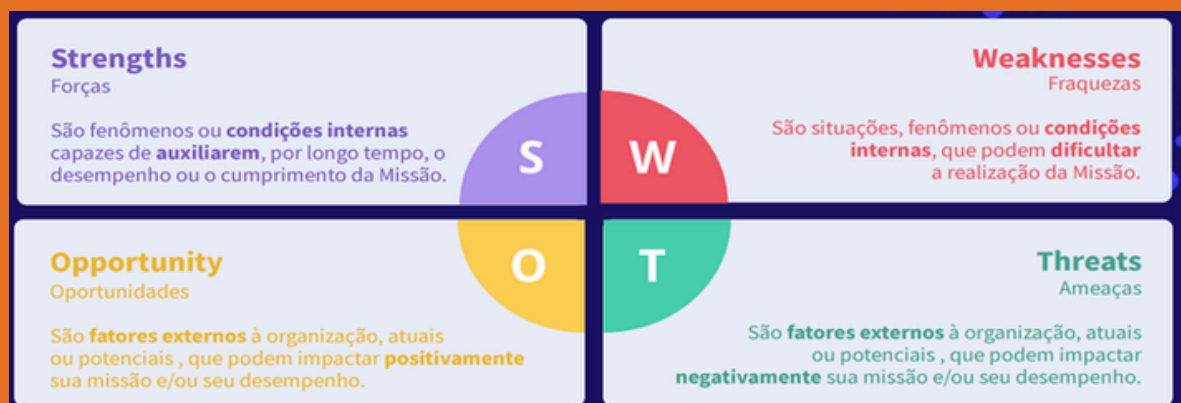 Strengths
Forças
São fenômenos ou condições internas
capazes de auxiliarem, por longo tempo, o
desempenho ou o cumprimento da Missão.
S
Weaknesses
Fraquezas
São situações, fenômenos ou condições
internas, que podem dificultar
a realização da Missão.
W
Opportunity
Oportunidades
São fatores externos à organização, atuais
ou potenciais , que podem impactar positivamente
sua missão e/ou seu desempenho.
O
Threats
Ameaças
São fatores externos à organização, atuais
ou potenciais , que podem impactar
negativamente sua missão e/ou seu desempenho.
T